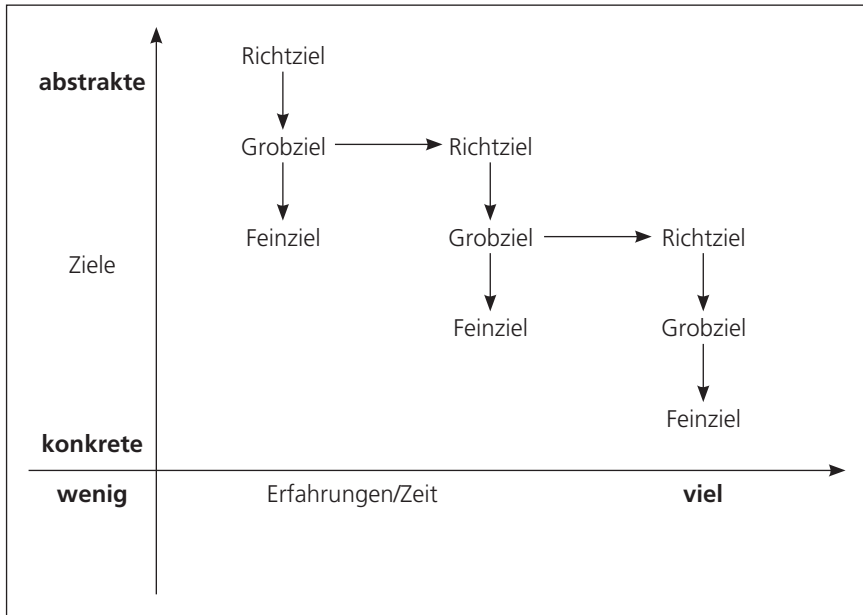 Richtziel
abstrakte
Grobziel Richtziel
Feinziel Grobziel Richtziel
Ziele
Feinziel Grobziel
Feinziel
konkrete
wenig Erfahrungen/Zeit viel